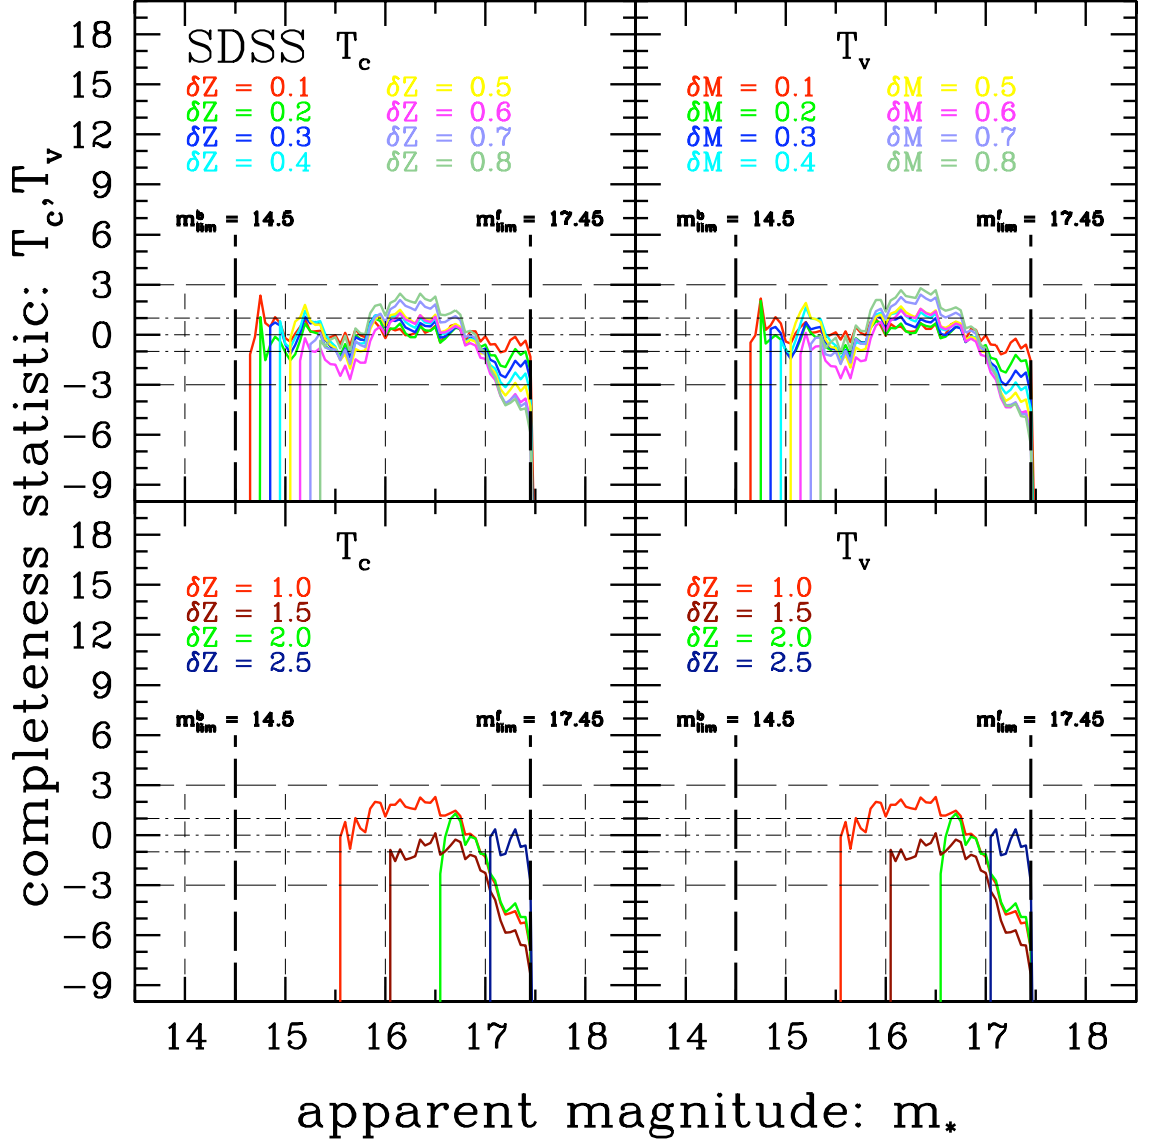 completeness statistic: T_c, T_v
SDSS T_c
δZ = 0.1 δZ = 0.5
δZ = 0.2 δZ = 0.6
δZ = 0.3 δZ = 0.7
δZ = 0.4 δZ = 0.8
m^b_lim = 14.5 m^f_lim = 17.45
18
15
12
9
6
3
0
−3
−6
−9
T_v
δM = 0.1 δM = 0.5
δM = 0.2 δM = 0.6
δM = 0.3 δM = 0.7
δM = 0.4 δM = 0.8
m^b_lim = 14.5 m^f_lim = 17.45
T_c
δZ = 1.0
δZ = 1.5
δZ = 2.0
δZ = 2.5
m^b_lim = 14.5 m^f_lim = 17.45
18
15
12
9
6
3
0
−3
−6
−9
T_v
δZ = 1.0
δZ = 1.5
δZ = 2.0
δZ = 2.5
m^b_lim = 14.5 m^f_lim = 17.45
14 15 16 17 18 14 15 16 17 18
apparent magnitude: m_*